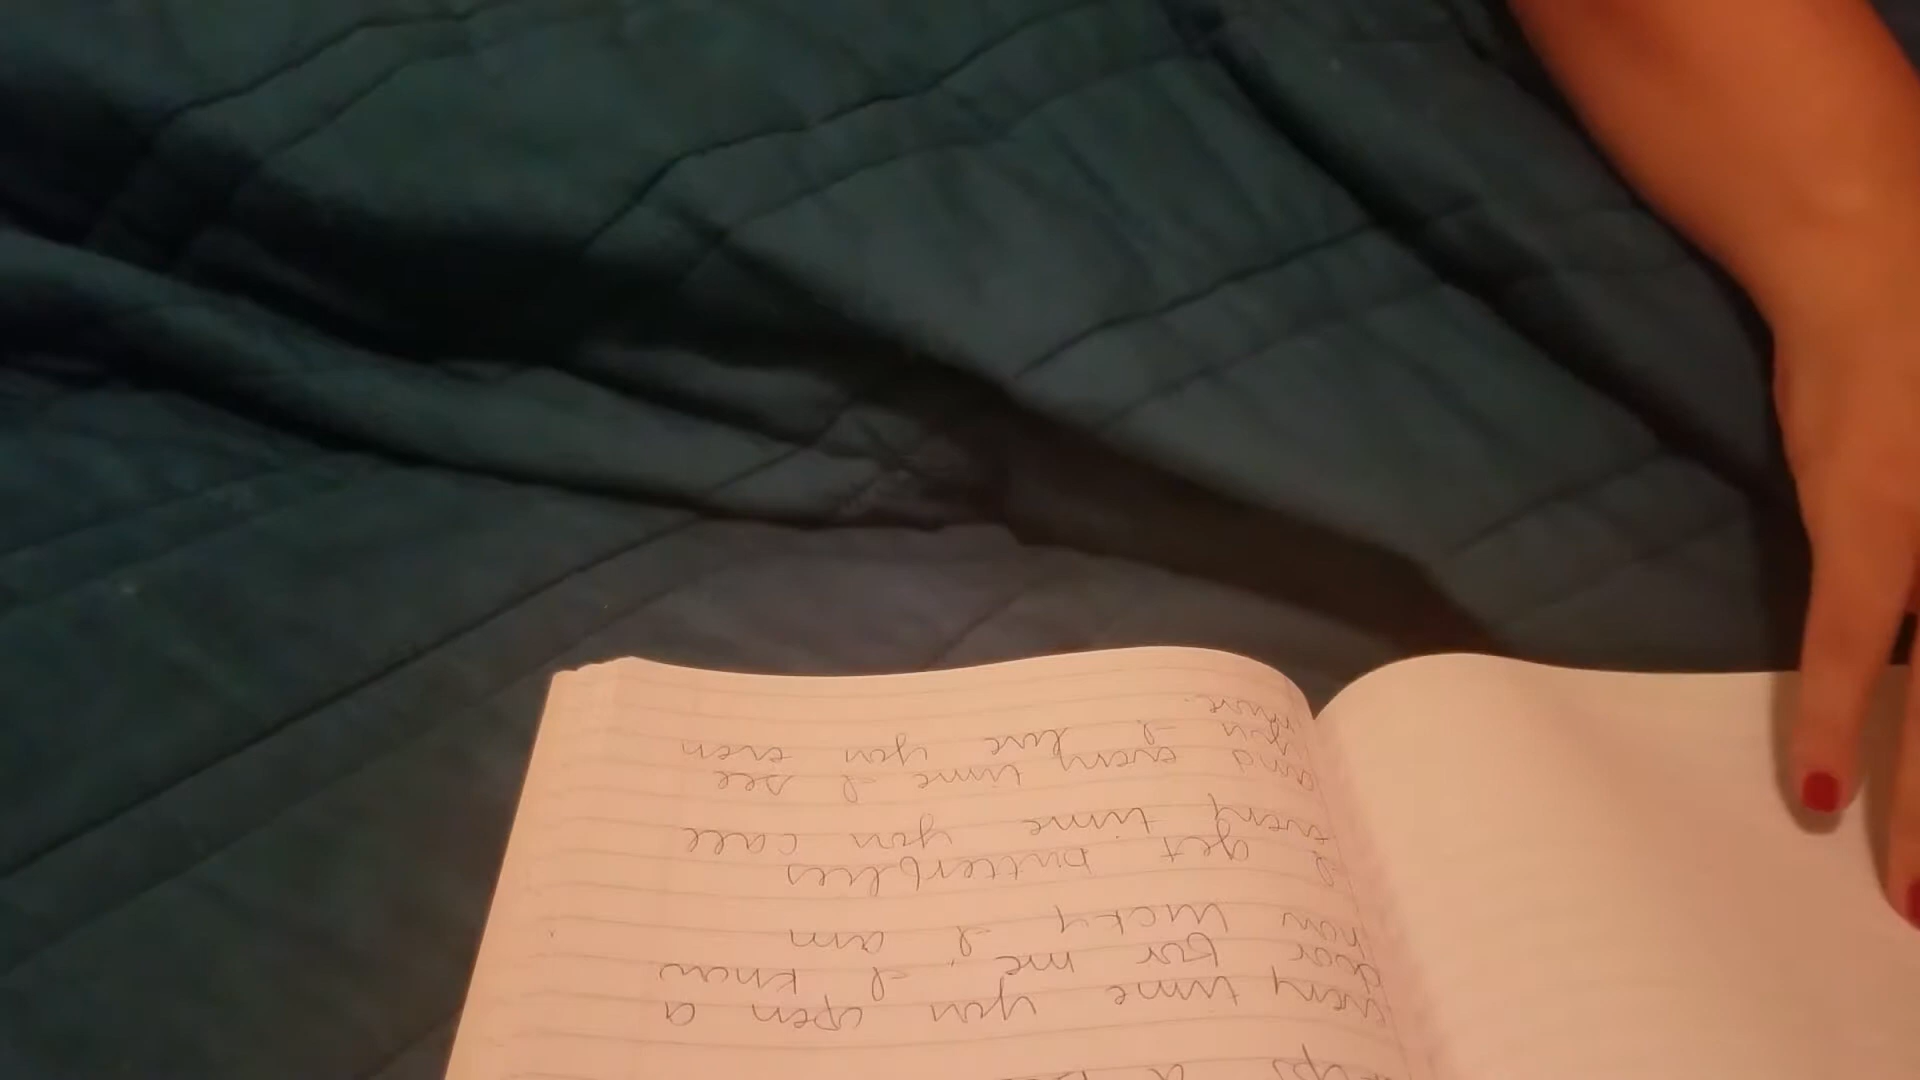 every time you open a
door for me, I know
how lucky I am
I get butterflies
every time you call
and every time I see
you I love you even
more.